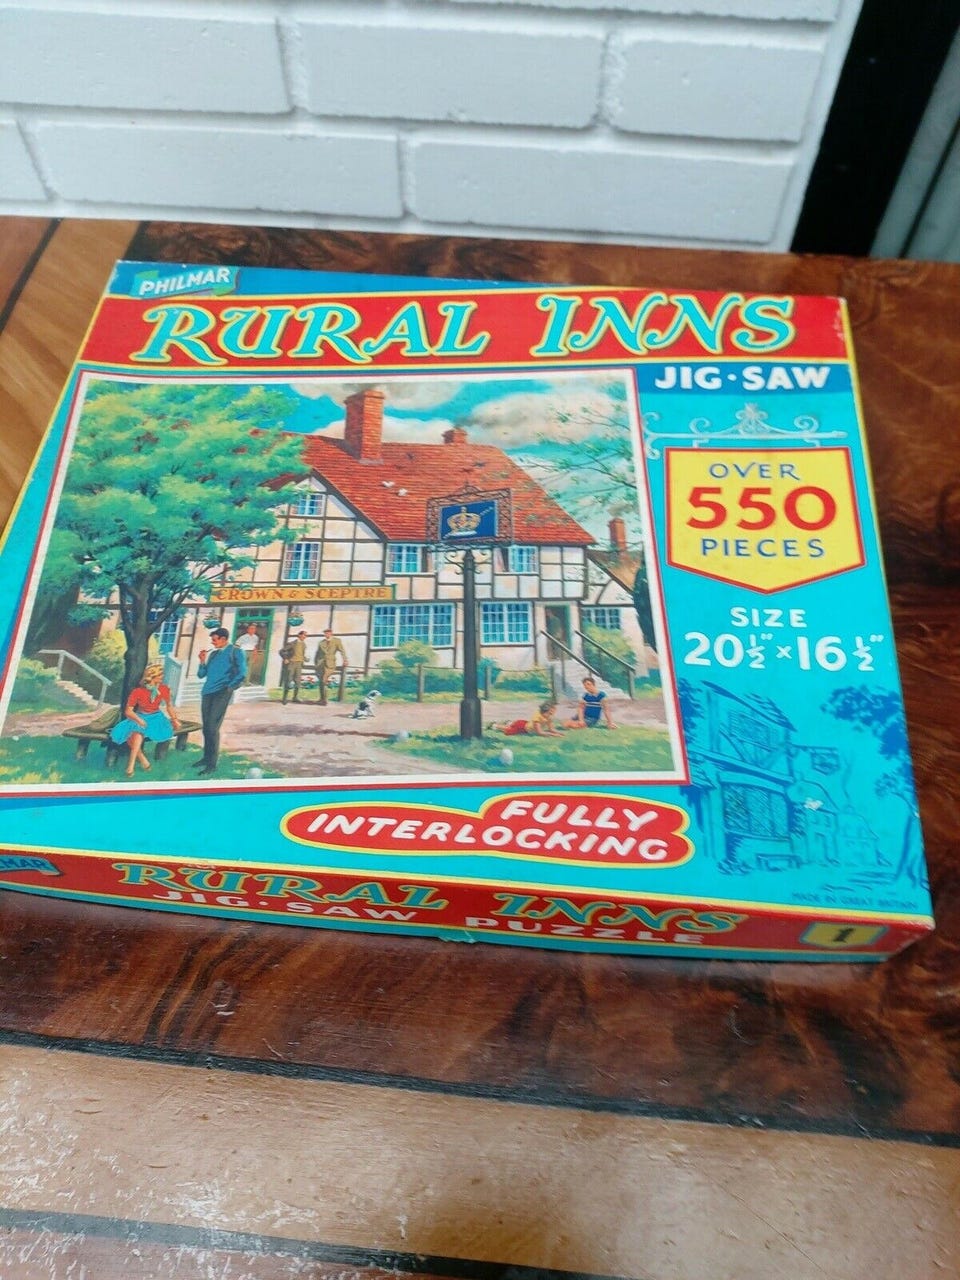 PHILMAR
RURAL INNS
JIG·SAW
OVER
550
PIECES
SIZE
20½" × 16½"
CROWN & SCEPTRE
FULLY
INTERLOCKING
MADE IN GREAT BRITAIN
MAR
RURAL INNS
JIG·SAW PUZZLE
1